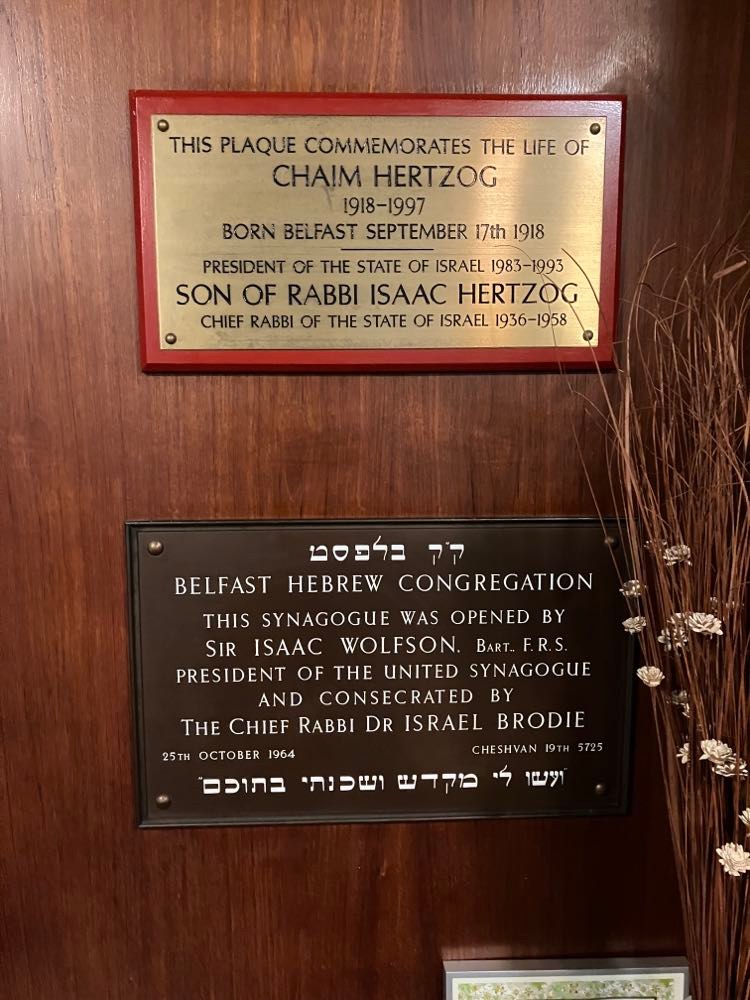 THIS PLAQUE COMMEMORATES THE LIFE OF
CHAIM HERTZOG
1918-1997
BORN BELFAST SEPTEMBER 17th 1918
PRESIDENT OF THE STATE OF ISRAEL 1983-1993
SON OF RABBI ISAAC HERTZOG
CHIEF RABBI OF THE STATE OF ISRAEL 1936-1958
ק"ק בלפסט
BELFAST HEBREW CONGREGATION
THIS SYNAGOGUE WAS OPENED BY
SIR ISAAC WOLFSON, BART., F.R.S.
PRESIDENT OF THE UNITED SYNAGOGUE
AND CONSECRATED BY
THE CHIEF RABBI DR ISRAEL BRODIE
25TH OCTOBER 1964 CHESHVAN 19TH 5725
"ועשו לי מקדש ושכנתי בתוכם"